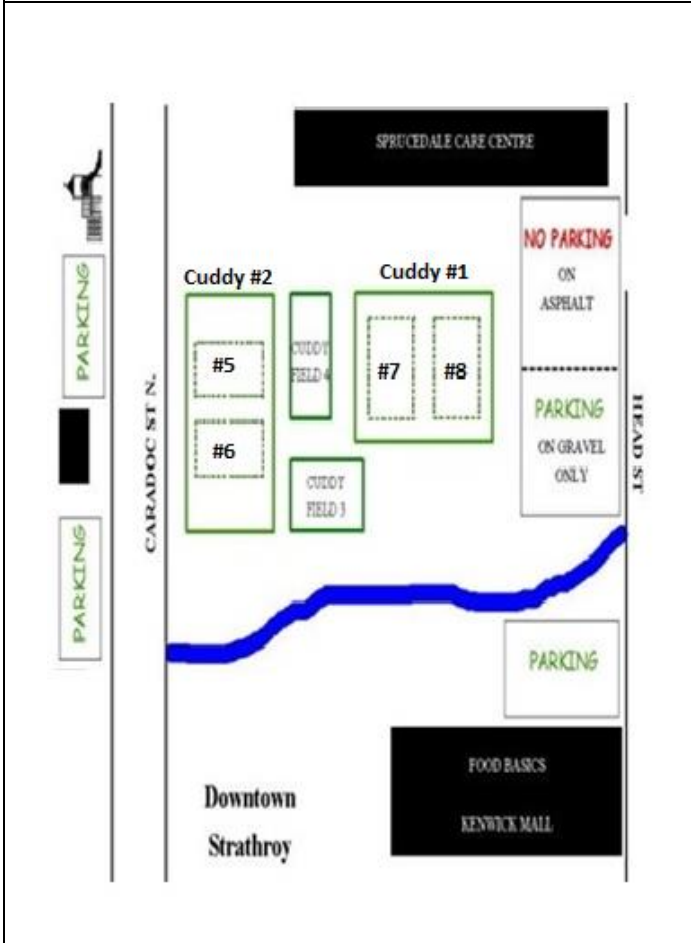 SPRUCEDALE CARE CENTRE
NO PARKING
ON
ASPHALT
PARKING
ON GRAVEL
ONLY
HEAD ST
Cuddy #2
Cuddy #1
#5
#6
CUDDY
FIELD 4
#7
#8
CUDDY
FIELD 3
PARKING
CARADOC ST N.
PARKING
PARKING
FOOD BASICS
KENWICK MALL
Downtown
Strathroy